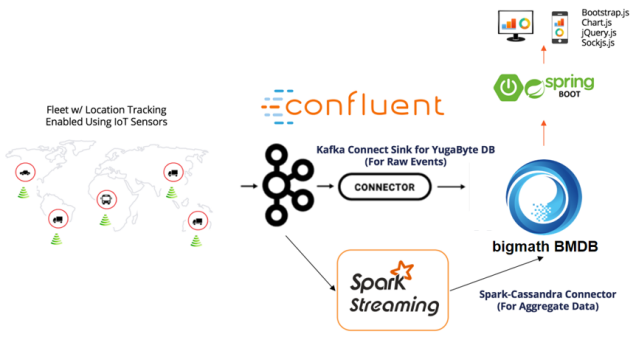 Bootstrap.js
Chart.js
jQuery.js
Sockjs.js
spring
BOOT
Fleet w/ Location Tracking
Enabled Using IoT Sensors
confluent
Kafka Connect Sink for YugaByte DB
(For Raw Events)
CONNECTOR
bigmath BMDB
Spark
Streaming
Spark-Cassandra Connector
(For Aggregate Data)